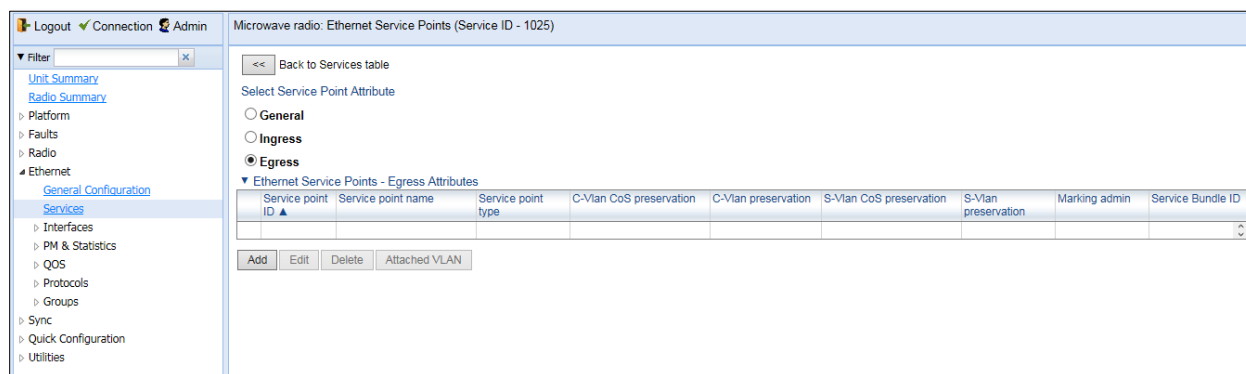 Logout Connection Admin
Microwave radio: Ethernet Service Points (Service ID - 1025)
▼ Filter
Unit Summary
Radio Summary
Platform
Faults
Radio
Ethernet
General Configuration
Services
Interfaces
PM & Statistics
QOS
Protocols
Groups
Sync
Quick Configuration
Utilities
<< Back to Services table
Select Service Point Attribute
General
Ingress
Egress
▼ Ethernet Service Points - Egress Attributes
Service point ID ▲ Service point name Service point type C-Vlan CoS preservation C-Vlan preservation S-Vlan CoS preservation S-Vlan preservation Marking admin Service Bundle ID
Add Edit Delete Attached VLAN